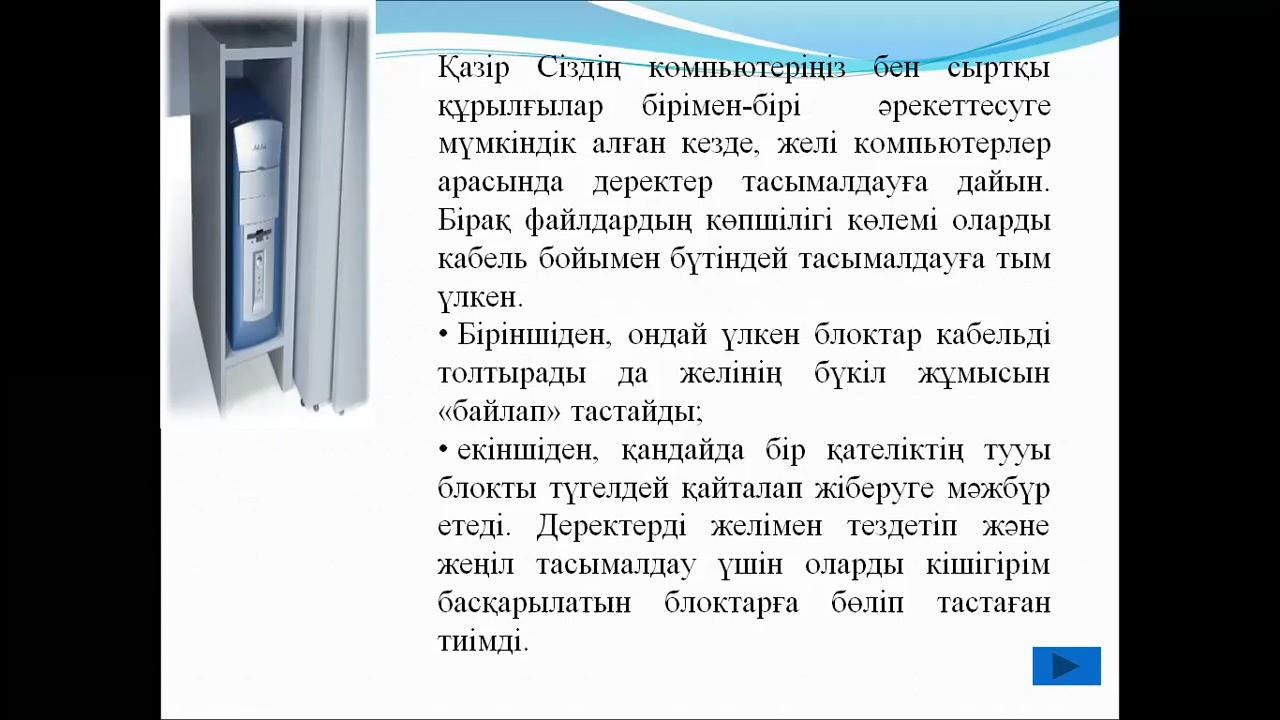 Қазір Сіздің компьютеріңіз бен сыртқы
құрылғылар бірімен-бірі әрекеттесуге
мүмкіндік алған кезде, желі компьютерлер
арасында деректер тасымалдауға дайын.
Бірақ файлдардың көпшілігі көлемі оларды
кабель бойымен бүтіндей тасымалдауға тым
үлкен.
• Біріншіден, ондай үлкен блоктар кабельді
толтырады да желінің бүкіл жұмысын
«байлап» тастайды;
• екіншіден, қандайда бір қателіктің тууы
блокты түгелдей қайталап жіберуге мәжбүр
етеді. Деректерді желімен тездетіп және
жеңіл тасымалдау үшін оларды кішігірім
басқарылатын блоктарға бөліп тастаған
тиімді.